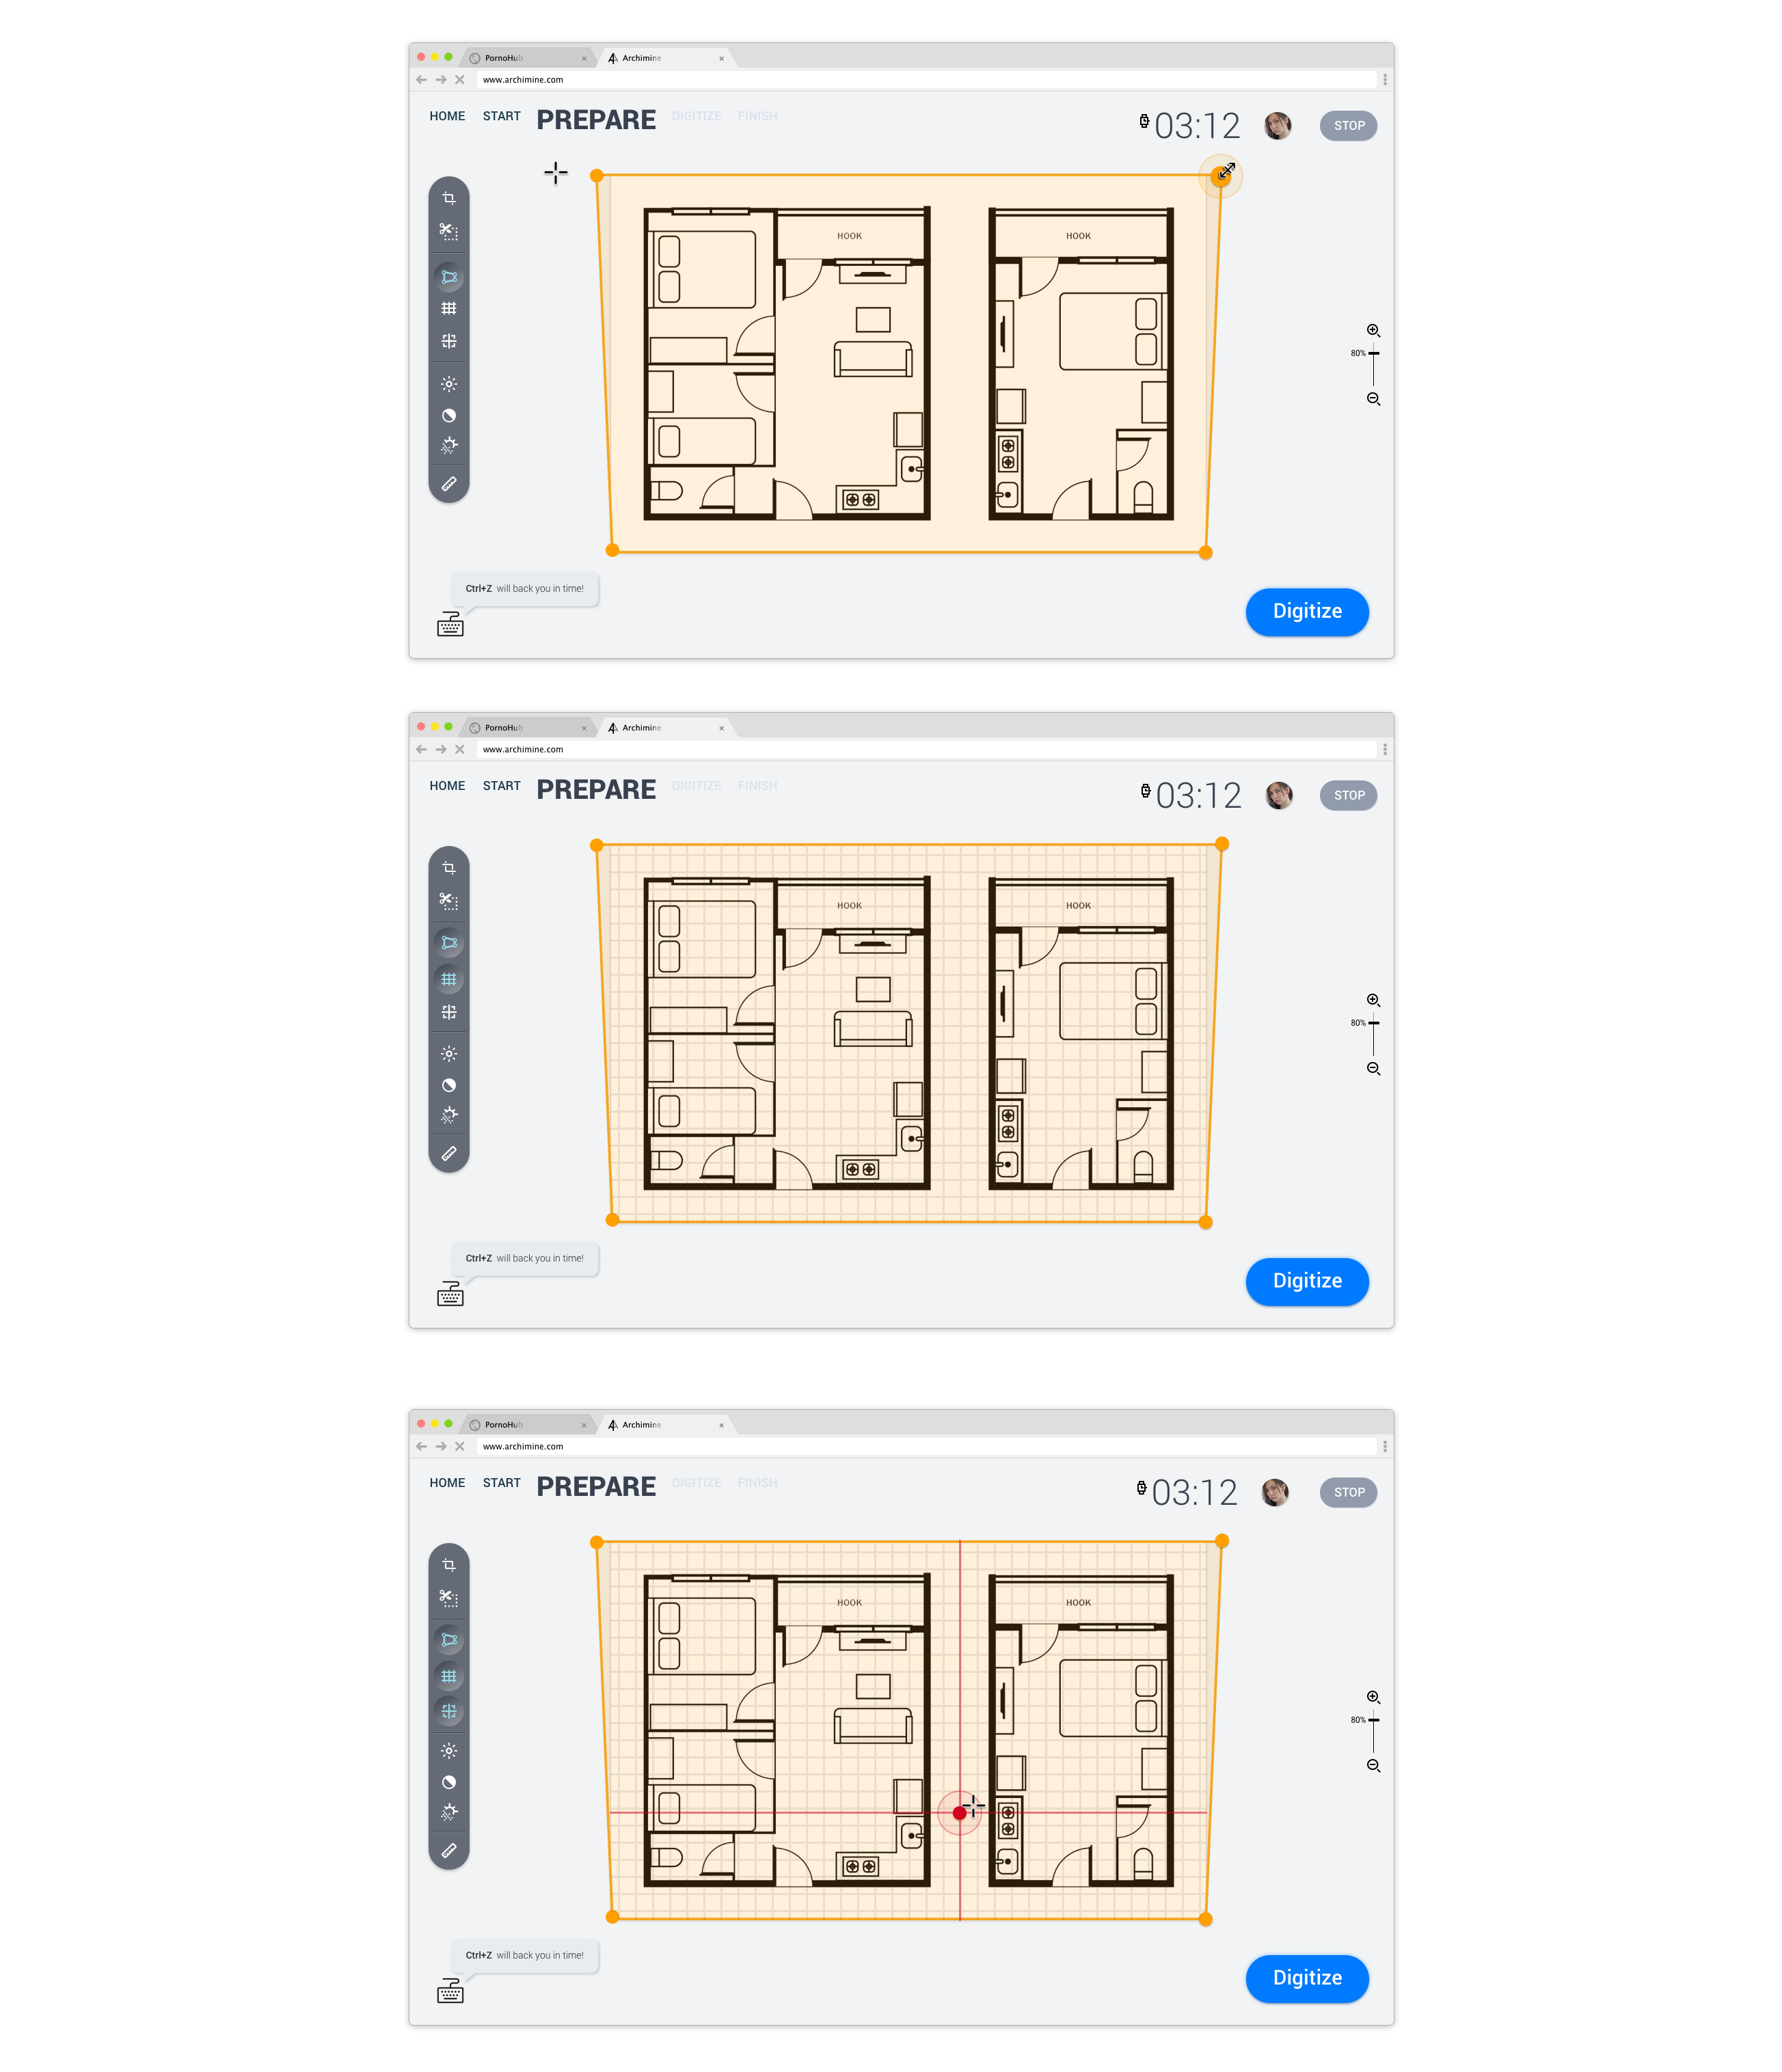 PornoHub
Archimine
www.archimine.com
HOME START PREPARE DIGITIZE FINISH
03:12
STOP
HOOK
HOOK
80%
Ctrl+Z will back you in time!
Digitize
PornoHub
Archimine
www.archimine.com
HOME START PREPARE DIGITIZE FINISH
03:12
STOP
HOOK
HOOK
80%
Ctrl+Z will back you in time!
Digitize
PornoHub
Archimine
www.archimine.com
HOME START PREPARE DIGITIZE FINISH
03:12
STOP
HOOK
HOOK
80%
Ctrl+Z will back you in time!
Digitize